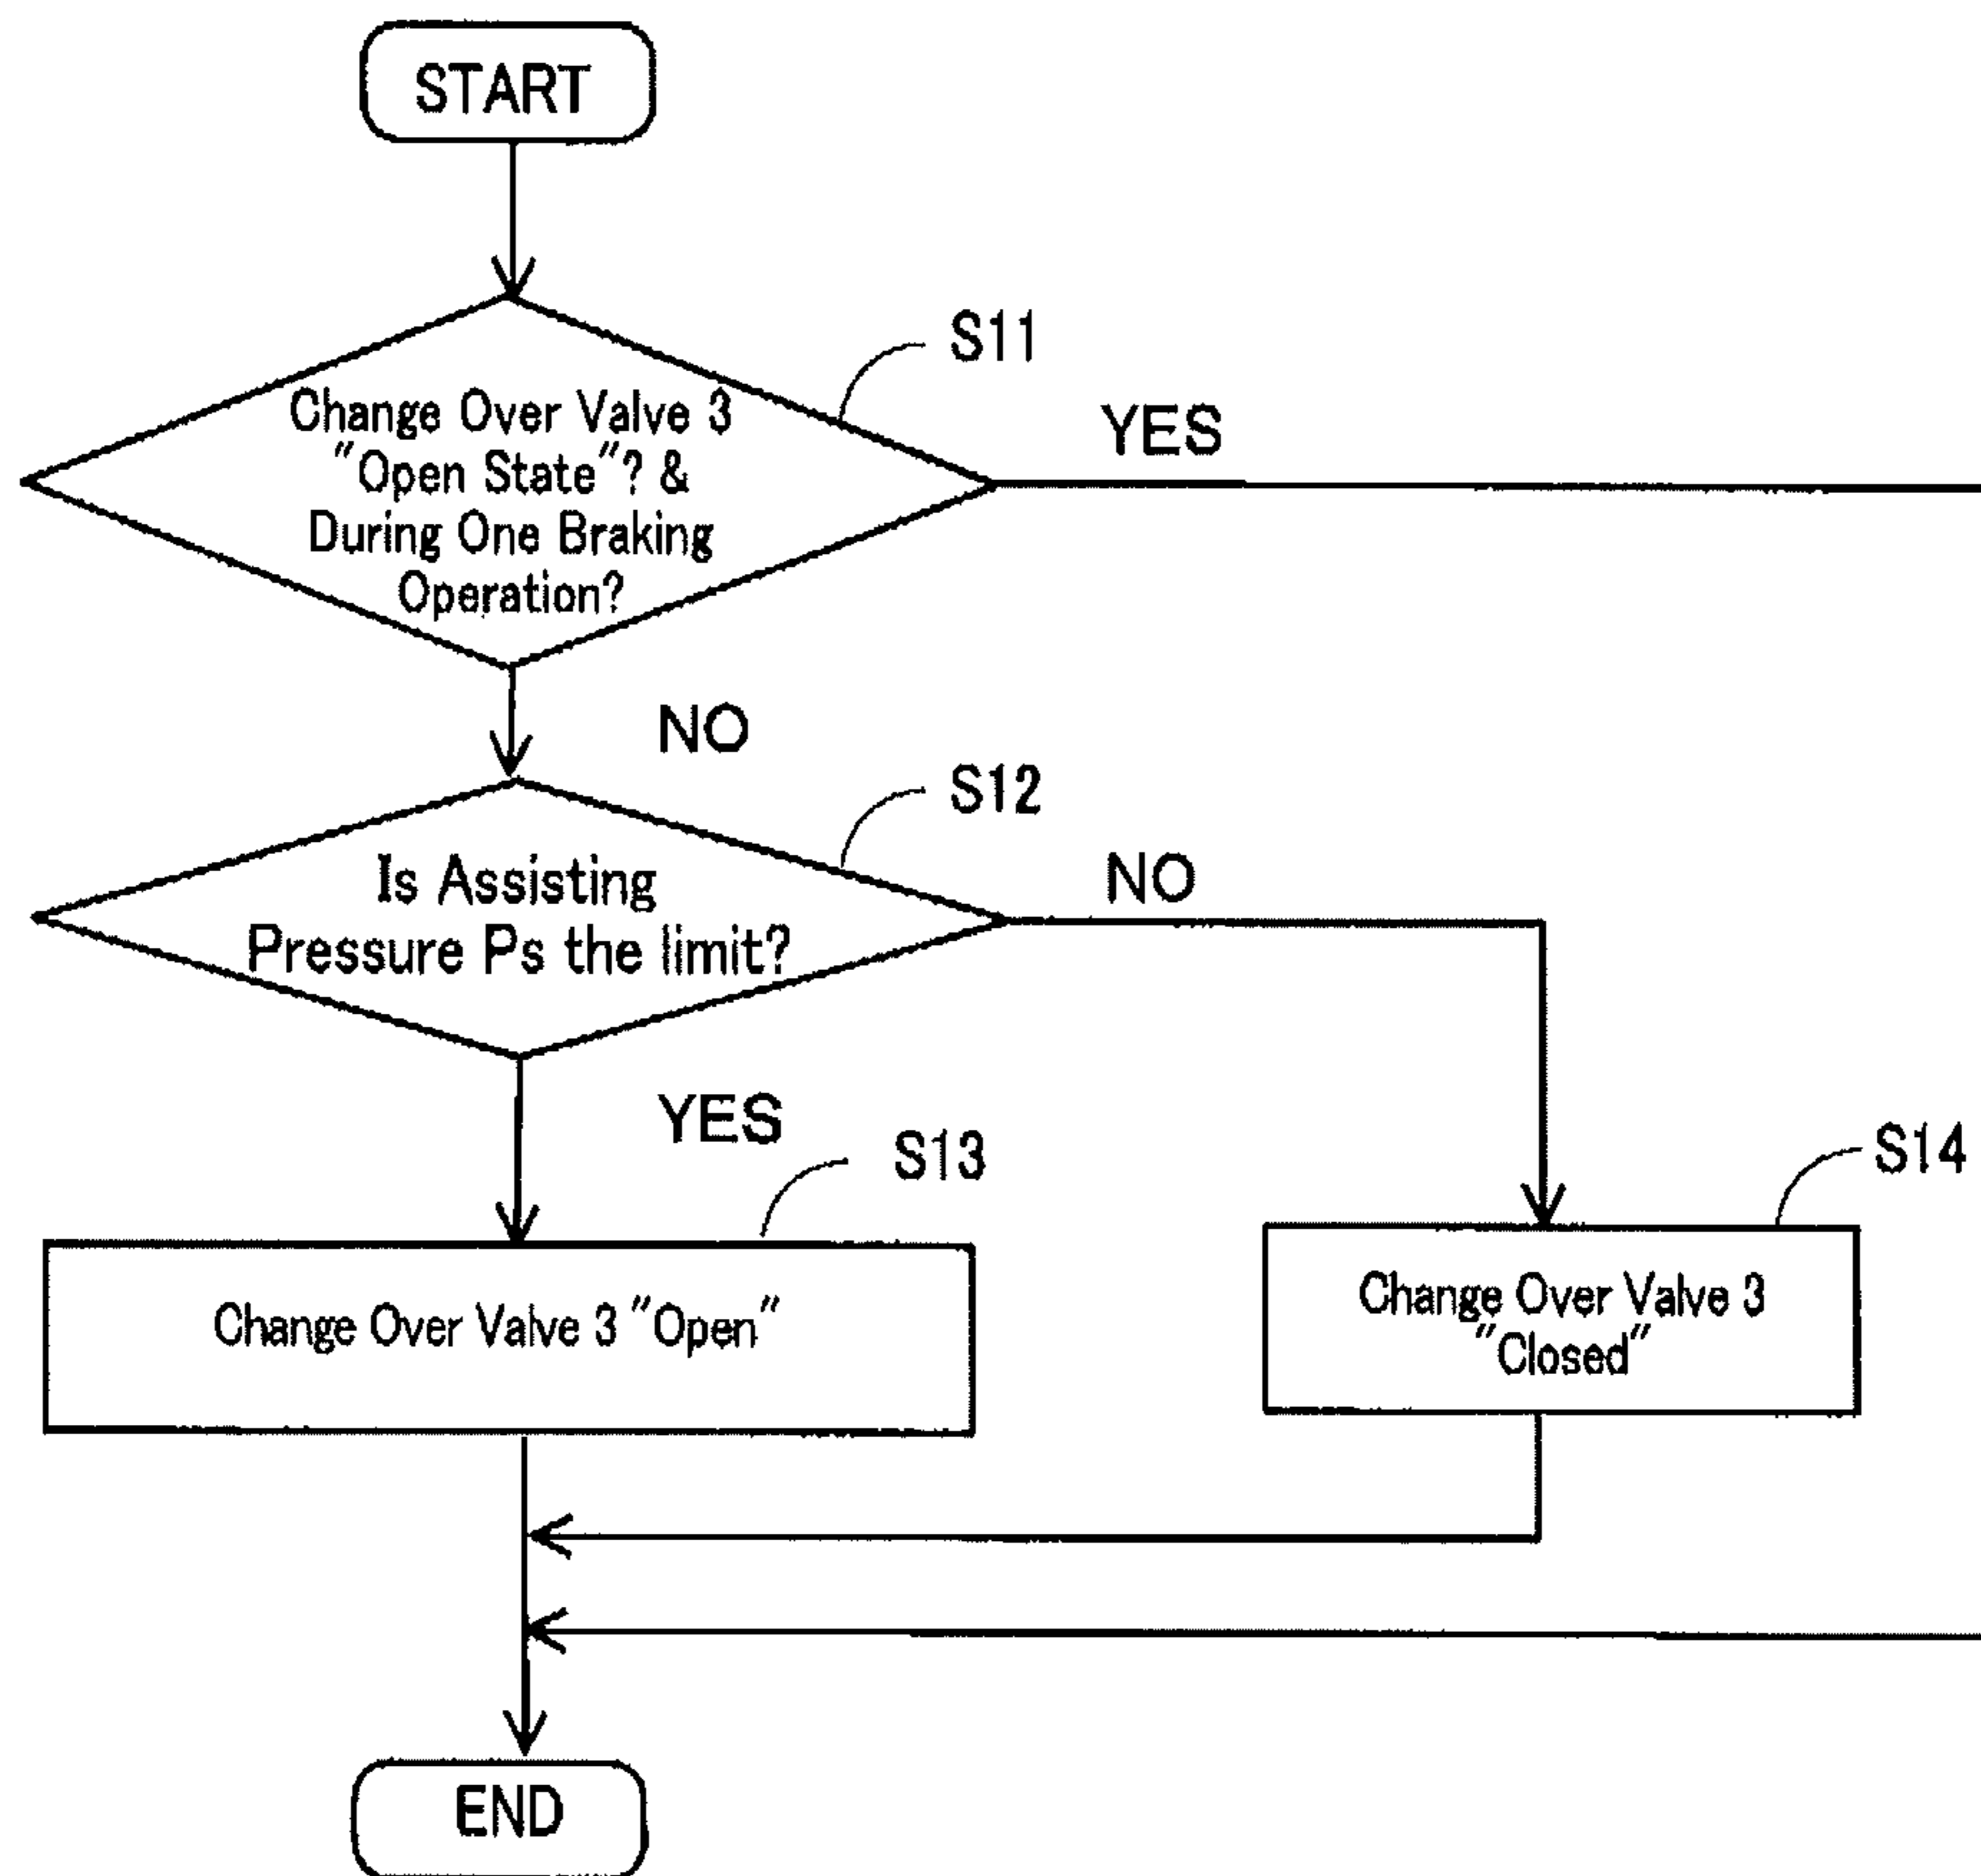 START
S11
Change Over Valve 3
"Open State"? &
During One Braking
Operation?
YES
NO
S12
Is Assisting
Pressure Ps the limit?
NO
YES
S13
S14
Change Over Valve 3 "Open"
Change Over Valve 3
"Closed"
END